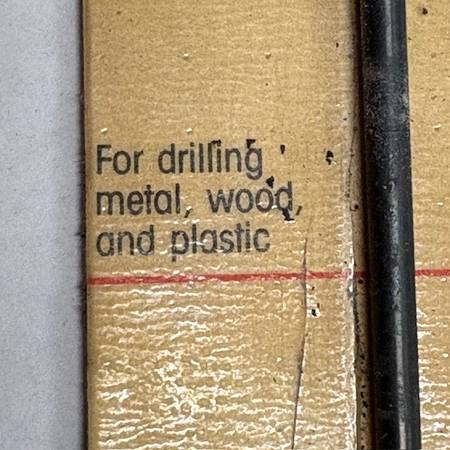 For drilling
metal, wood,
and plastic